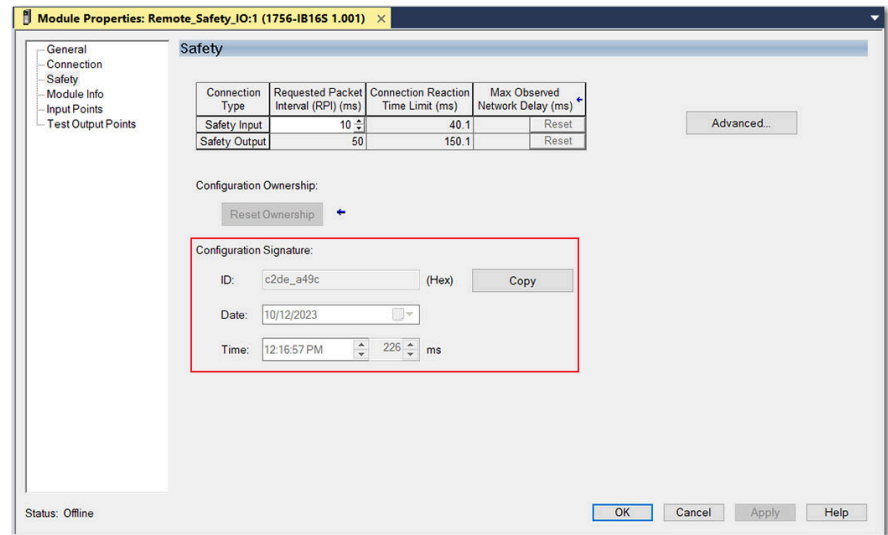 Module Properties: Remote_Safety_IO:1 (1756-IB16S 1.001) ×
General
Connection
Safety
Module Info
Input Points
Test Output Points
Safety
Connection Type Requested Packet Interval (RPI) (ms) Connection Reaction Time Limit (ms) Max Observed Network Delay (ms)
Safety Input 10 40.1 Reset
Safety Output 50 150.1 Reset
Advanced...
Configuration Ownership:
Reset Ownership
Configuration Signature:
ID: c2de_a49c (Hex) Copy
Date: 10/12/2023
Time: 12:16:57 PM 226 ms
Status: Offline
OK Cancel Apply Help